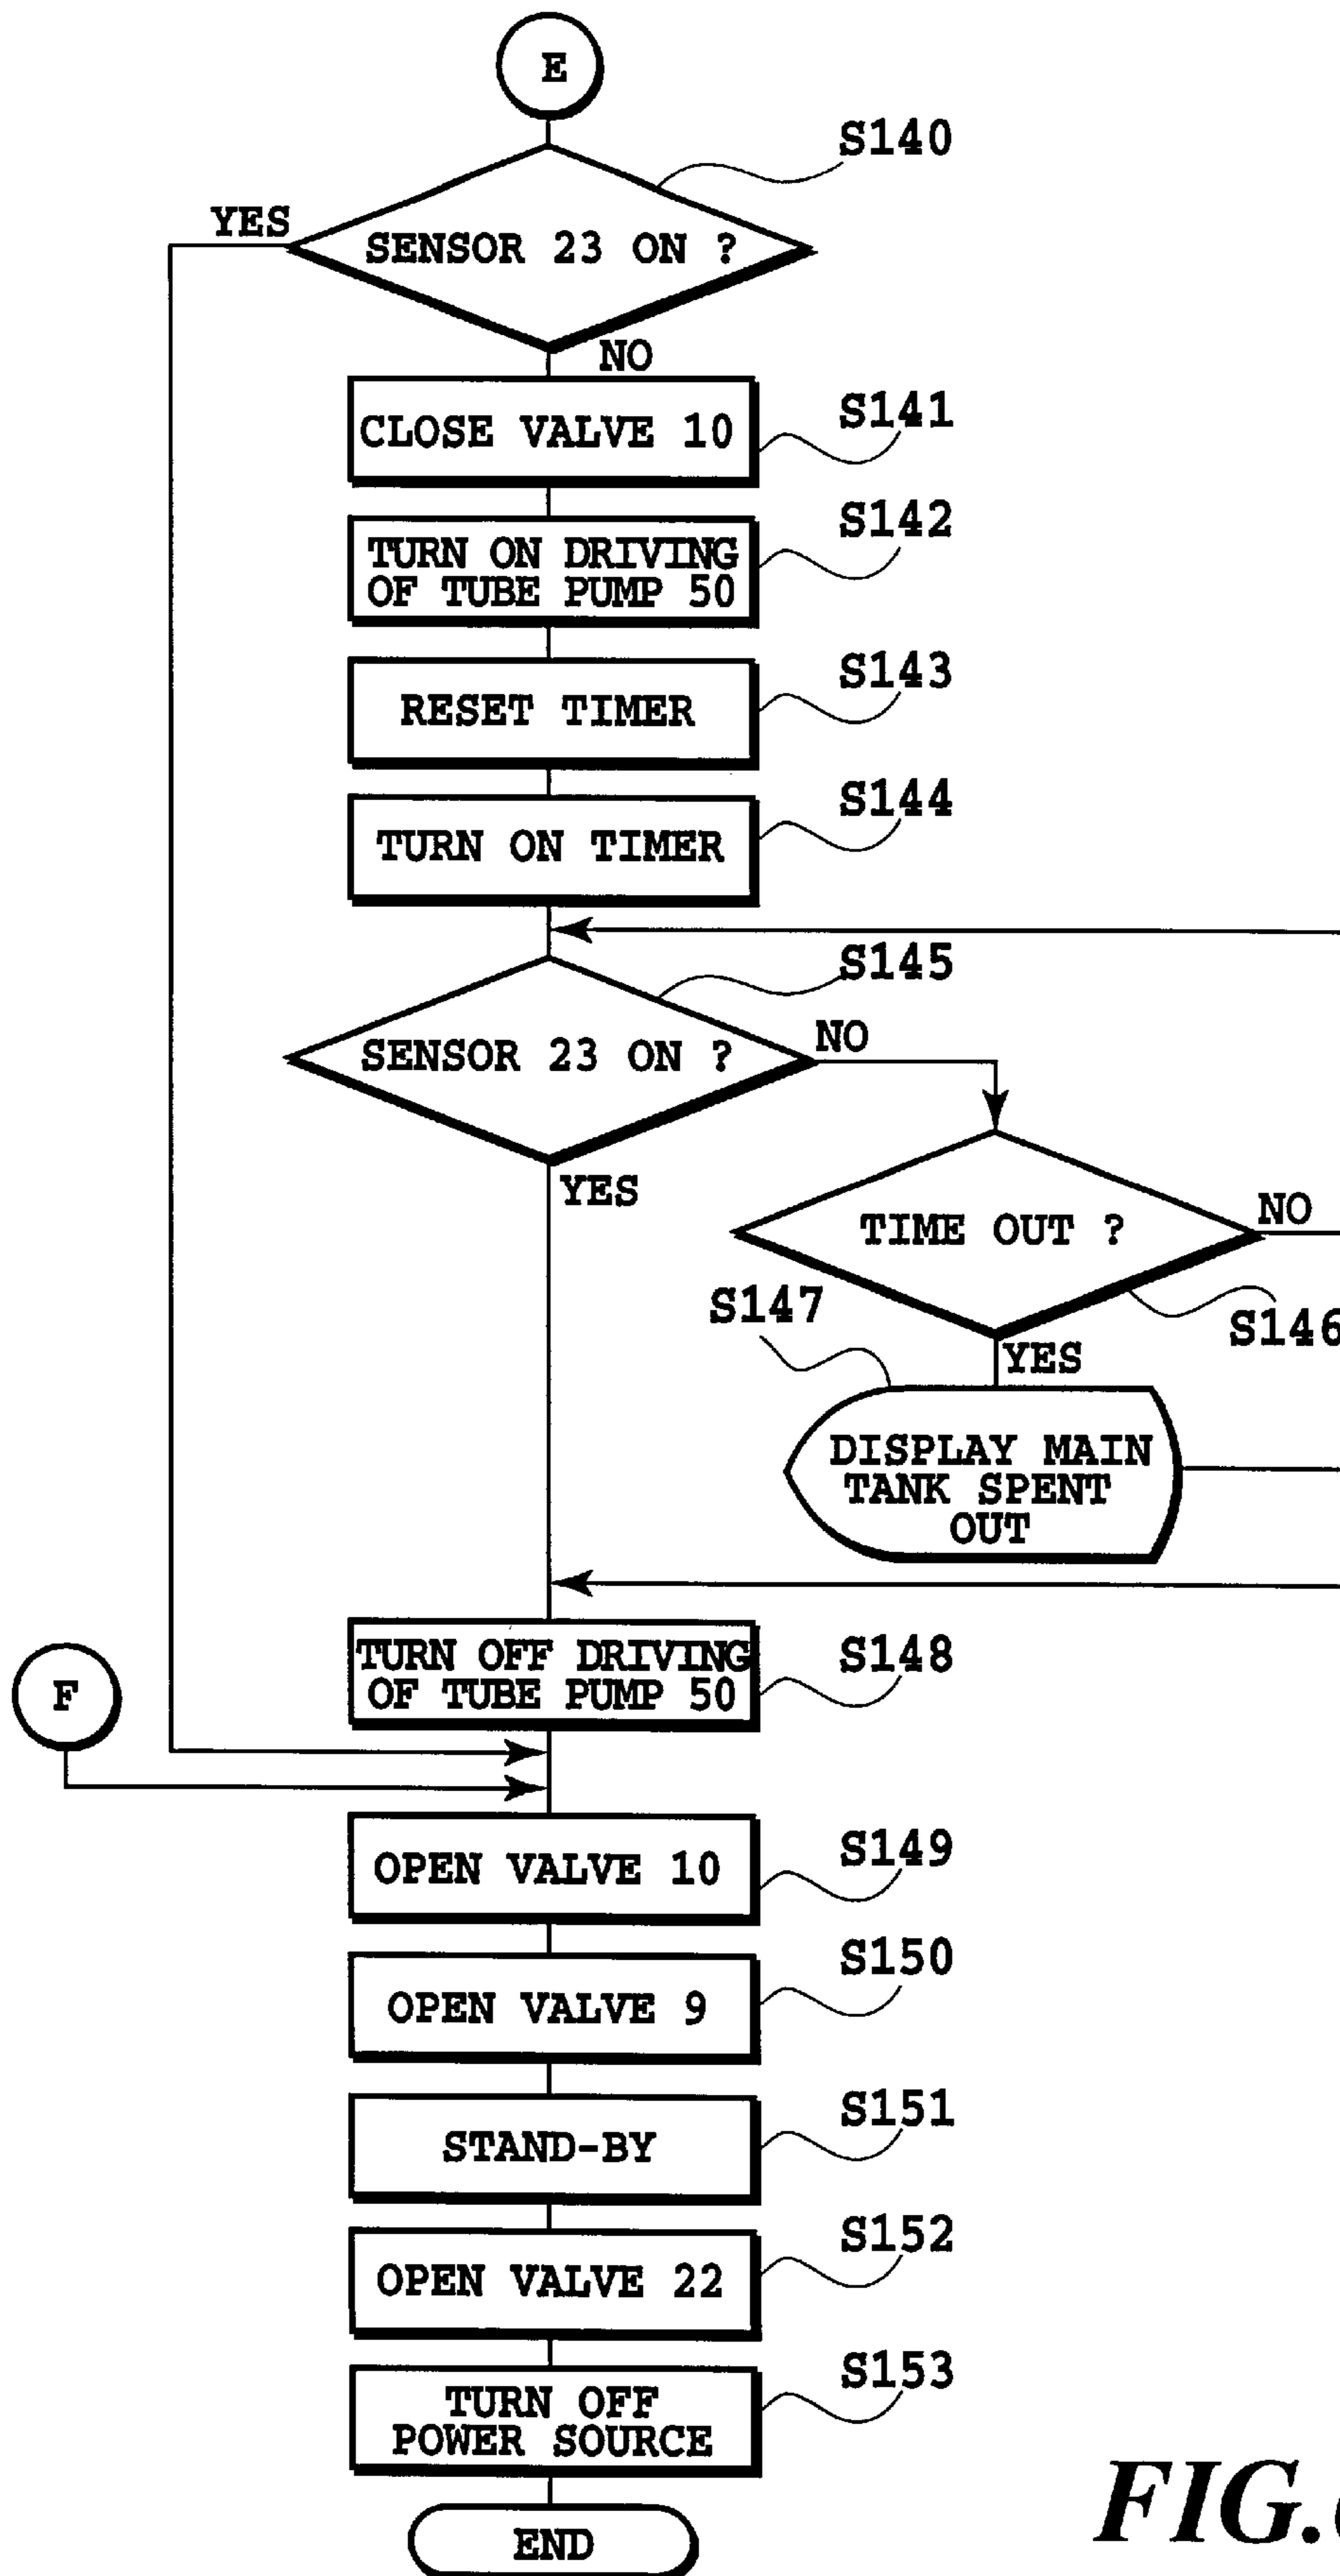 E
S140
YES
SENSOR 23 ON ?
NO
CLOSE VALVE 10
S141
TURN ON DRIVING
OF TUBE PUMP 50
S142
RESET TIMER
S143
TURN ON TIMER
S144
S145
SENSOR 23 ON ?
NO
YES
TIME OUT ?
NO
S147
S146
YES
DISPLAY MAIN
TANK SPENT
OUT
TURN OFF DRIVING
OF TUBE PUMP 50
S148
F
OPEN VALVE 10
S149
OPEN VALVE 9
S150
STAND-BY
S151
OPEN VALVE 22
S152
TURN OFF
POWER SOURCE
S153
END
FIG.